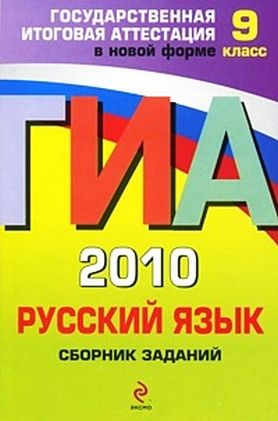 ГОСУДАРСТВЕННАЯ
ИТОГОВАЯ АТТЕСТАЦИЯ
в новой форме
9
класс
ГИА
2010
РУССКИЙ ЯЗЫК
СБОРНИК ЗАДАНИЙ
ЭКСМО